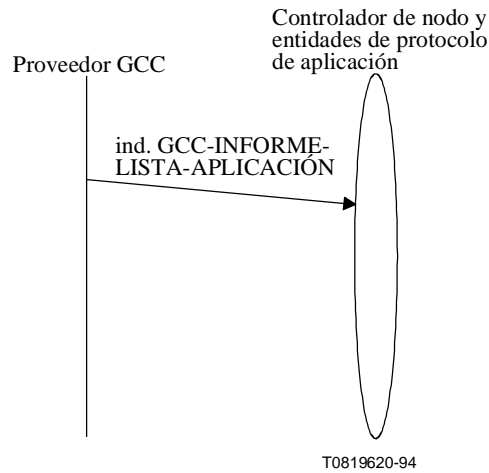 Controlador de nodo y
entidades de protocolo
de aplicación
Proveedor GCC
ind. GCC-INFORME-
LISTA-APLICACIÓN
T0819620-94